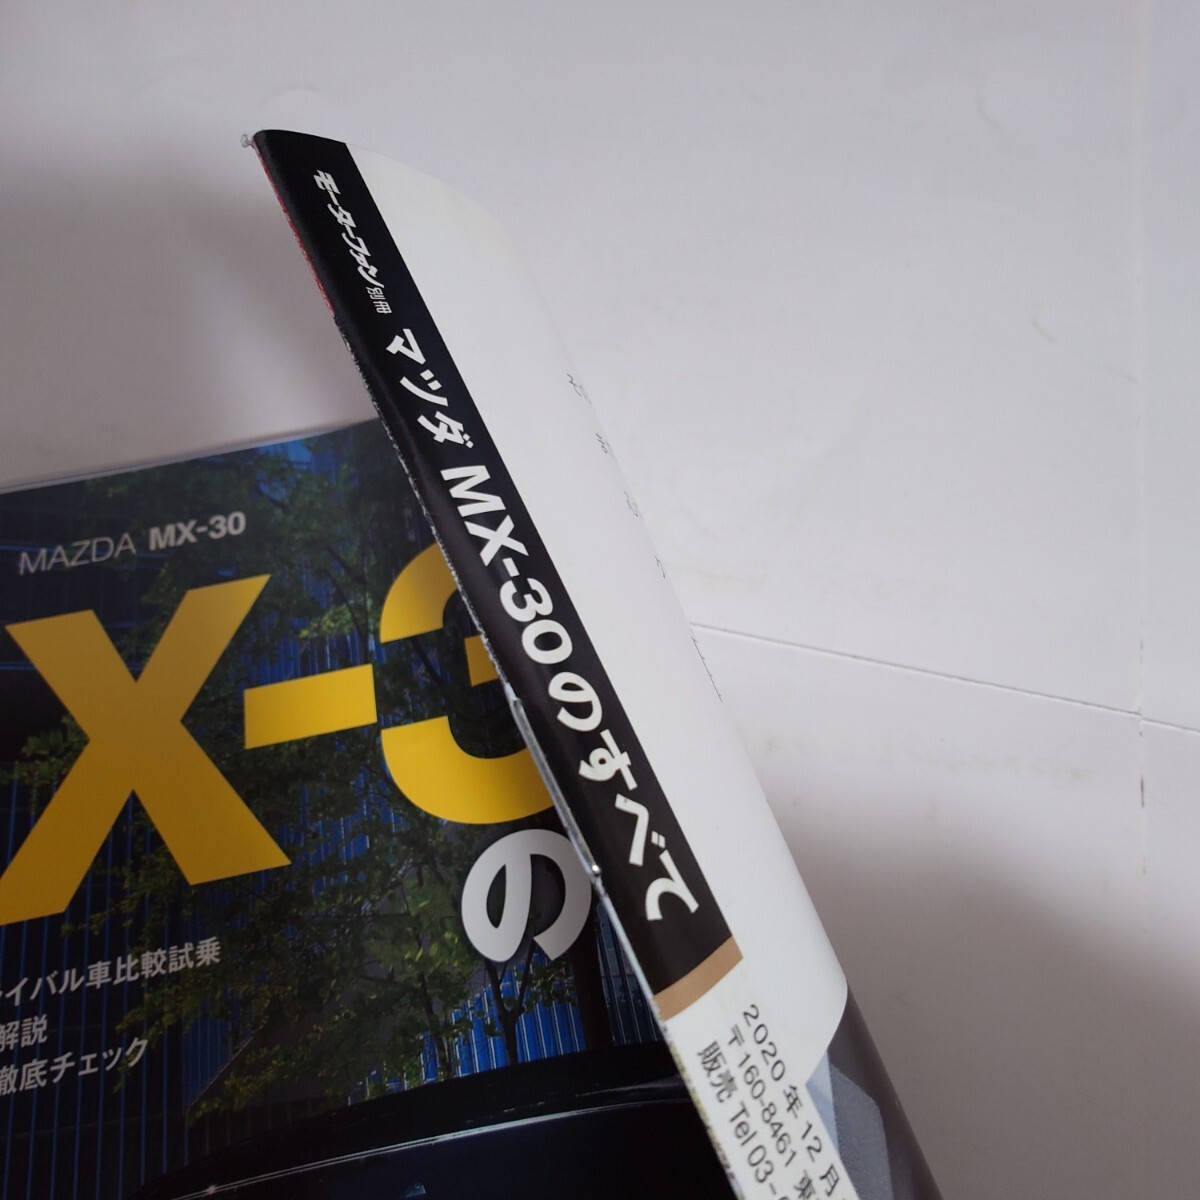 モーターファン別冊 マツダ MX-30のすべて
2020年12月
〒160-8461 東
販売 Tel 03-
MAZDA MX-30
X-3
の
イバル車比較試乗
解説
徹底チェック